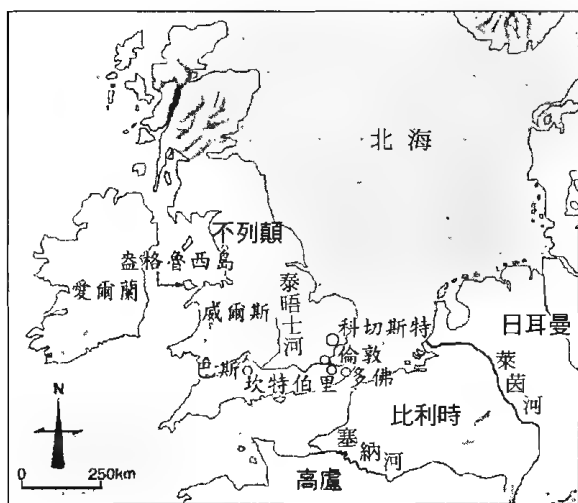 北海
不列顛
盎格魯西島
愛爾蘭
威爾斯
泰晤士河
科切斯特
倫敦
巴斯
坎特伯里
多佛
日耳曼
萊茵河
比利時
塞納河
高盧
N
0 250km